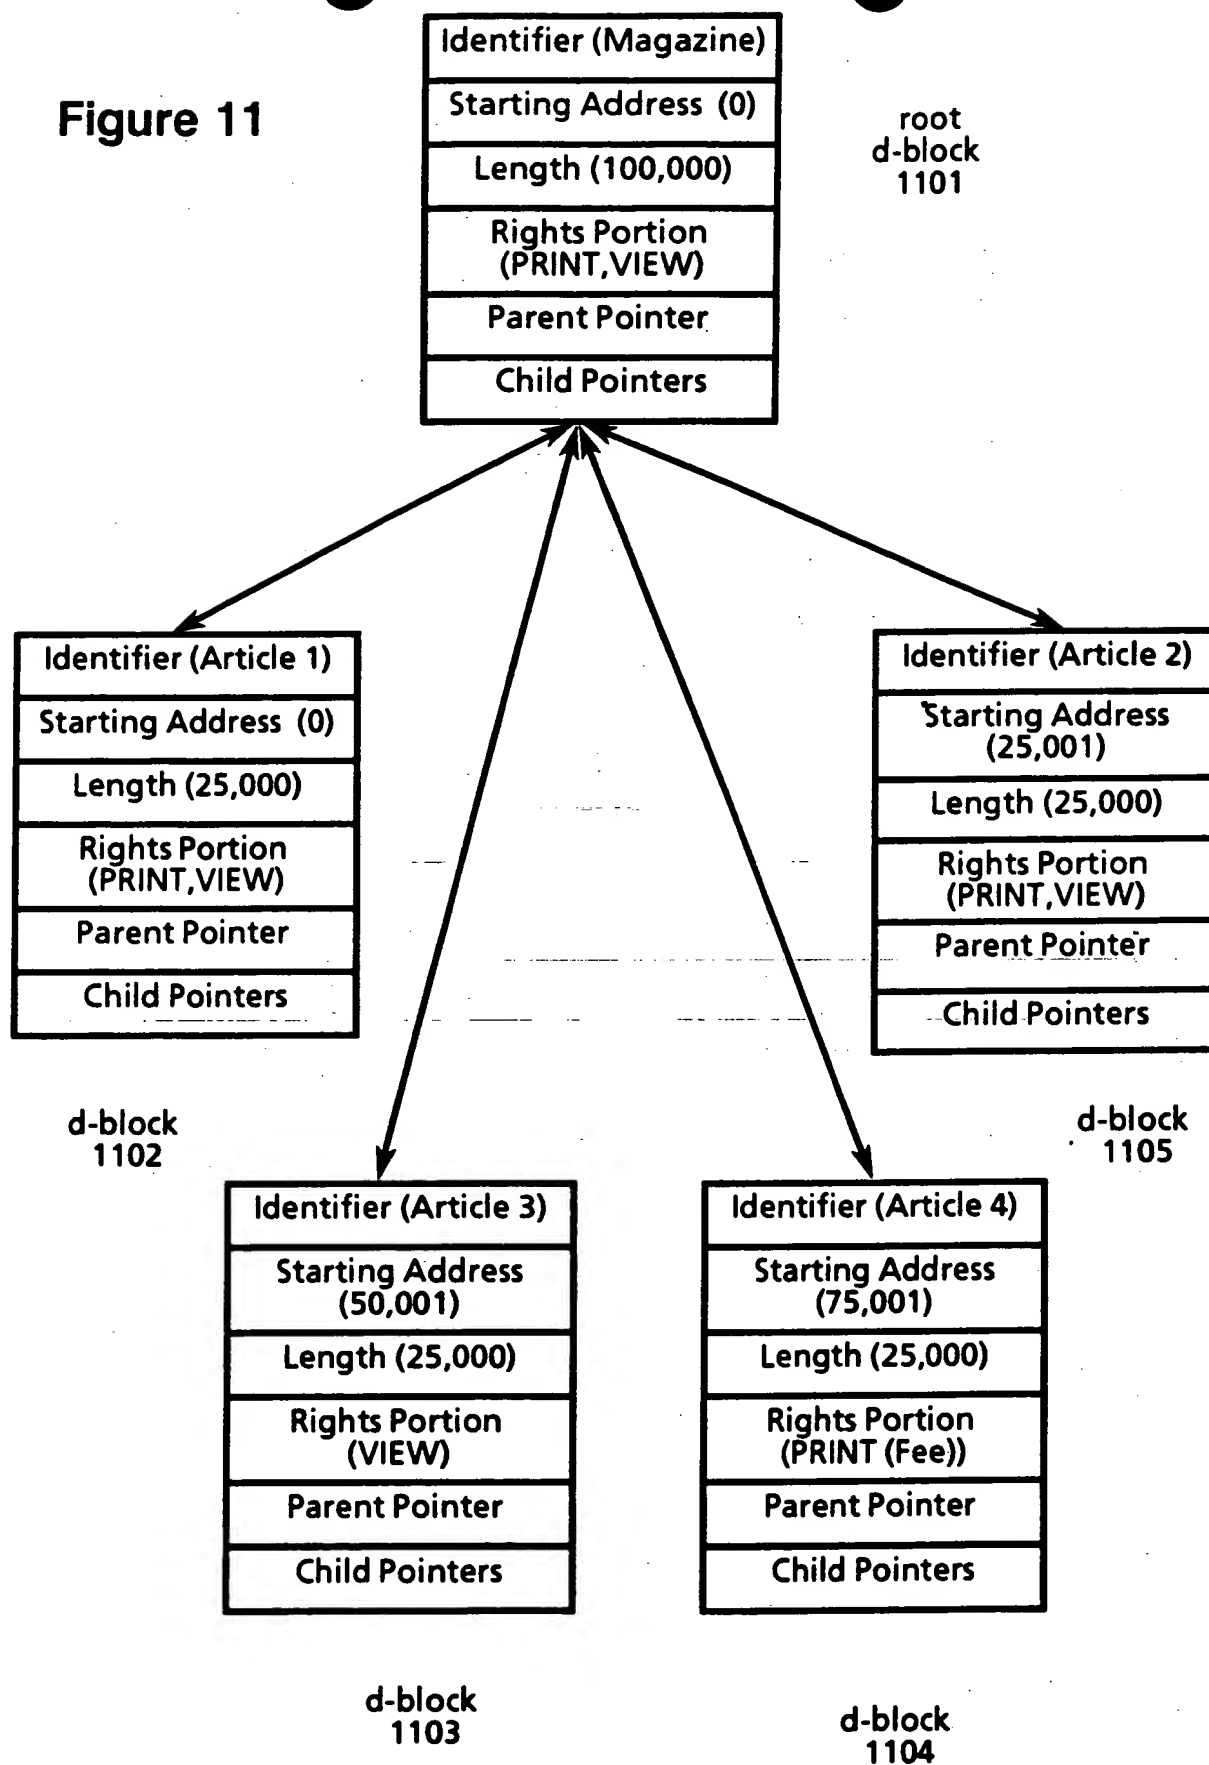 Figure 11
Identifier (Magazine)
Starting Address (0)
Length (100,000)
Rights Portion
(PRINT,VIEW)
Parent Pointer
Child Pointers
root
d-block
1101
Identifier (Article 1)
Starting Address (0)
Length (25,000)
Rights Portion
(PRINT,VIEW)
Parent Pointer
Child Pointers
d-block
1102
Identifier (Article 2)
Starting Address
(25,001)
Length (25,000)
Rights Portion
(PRINT,VIEW)
Parent Pointer
Child Pointers
d-block
1105
Identifier (Article 3)
Starting Address
(50,001)
Length (25,000)
Rights Portion
(VIEW)
Parent Pointer
Child Pointers
d-block
1103
Identifier (Article 4)
Starting Address
(75,001)
Length (25,000)
Rights Portion
(PRINT (Fee))
Parent Pointer
Child Pointers
d-block
1104